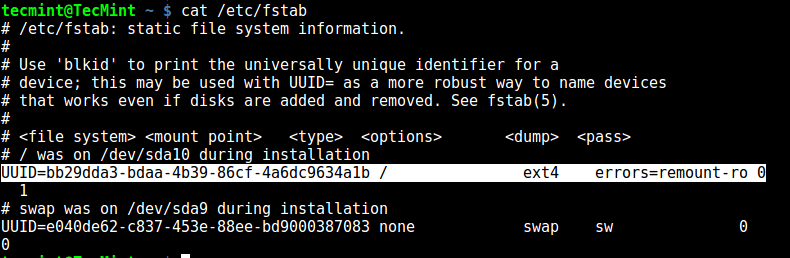 tecmint@TecMint ~ $ cat /etc/fstab
# /etc/fstab: static file system information.
#
# Use 'blkid' to print the universally unique identifier for a
# device; this may be used with UUID= as a more robust way to name devices
# that works even if disks are added and removed. See fstab(5).
#
# <file system> <mount point>   <type>  <options>       <dump>  <pass>
# / was on /dev/sda10 during installation
UUID=bb29dda3-bdaa-4b39-86cf-4a6dc9634a1b /               ext4    errors=remount-ro 0
  1
# swap was on /dev/sda9 during installation
UUID=e040de62-c837-453e-88ee-bd9000387083 none            swap    sw              0
0
tecmint@TecMint ~ $